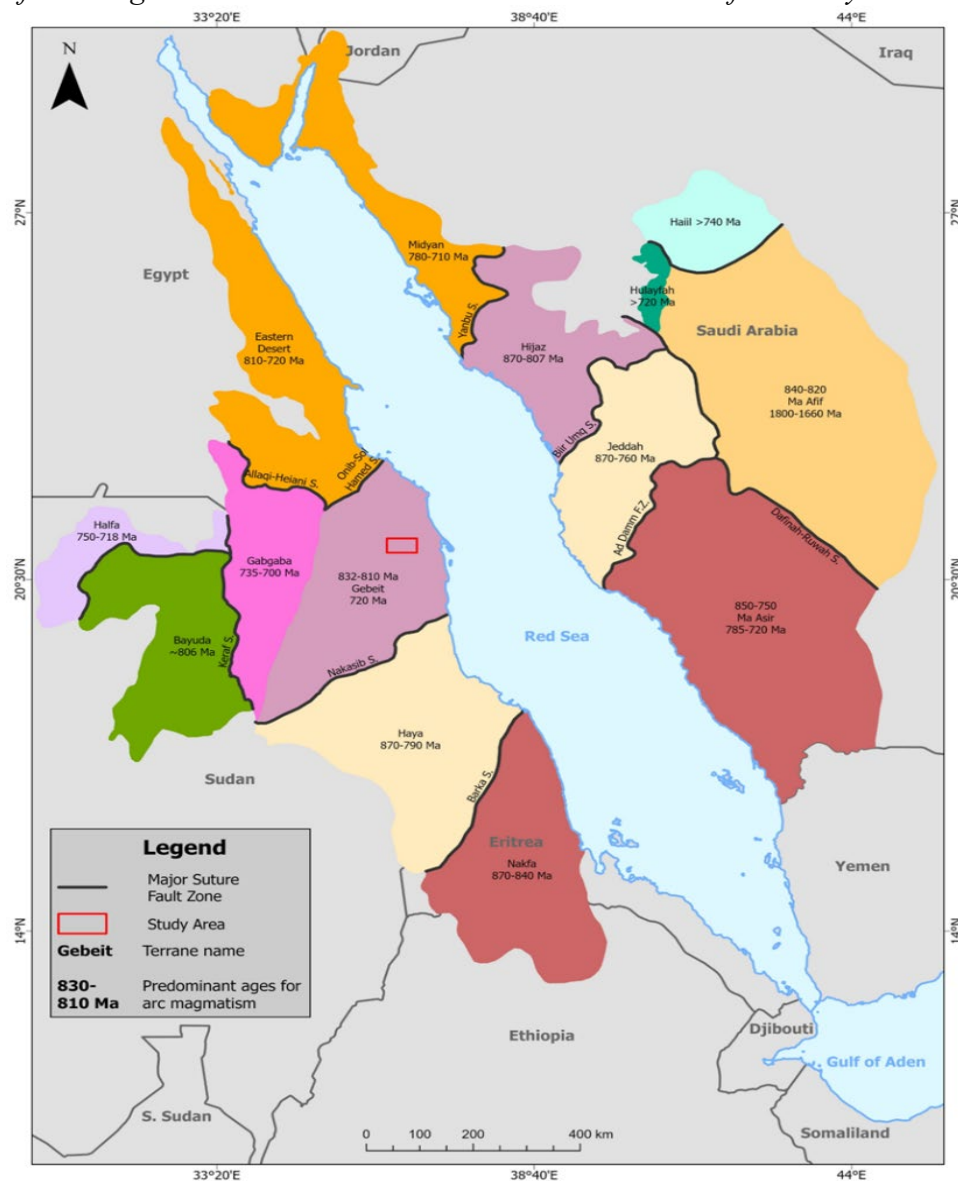 33°20'
38°40'
44°E
N
Jordan
Iraq
27°N
27°N
Haiil >740 Ma
Midyan
780-710 Ma
Egypt
Hulayfah
>720 Ma
Yanbu S.
Saudi Arabia
Eastern
Desert
810-720 Ma
Hijaz
870-807 Ma
840-820
Ma Afif
1800-1660 Ma
Biir Umq S.
Jeddah
870-760 Ma
Onib-Sol
Hamed S.
Allaqi-Heiani S.
Ad Damm F.Z.
Dafinah-Ruwah S.
Halfa
750-718 Ma
Gabgaba
735-700 Ma
832-810 Ma
Gebeit
720 Ma
20°30'N
20°30'N
850-750
Ma Asir
785-720 Ma
Red Sea
Bayuda
~806 Ma
Keraf S.
Nakasib S.
Haya
870-790 Ma
Sudan
Barka S.
Eritrea
Nakfa
870-840 Ma
Yemen
Legend
Major Suture
Fault Zone
Study Area
Gebeit
Terrane name
830-
810 Ma
Predominant ages for
arc magmatism
14°N
14°N
Ethiopia
Djibouti
Gulf of Aden
S. Sudan
Somaliland
0 100 200 400 km
33°20'
38°40'
44°E